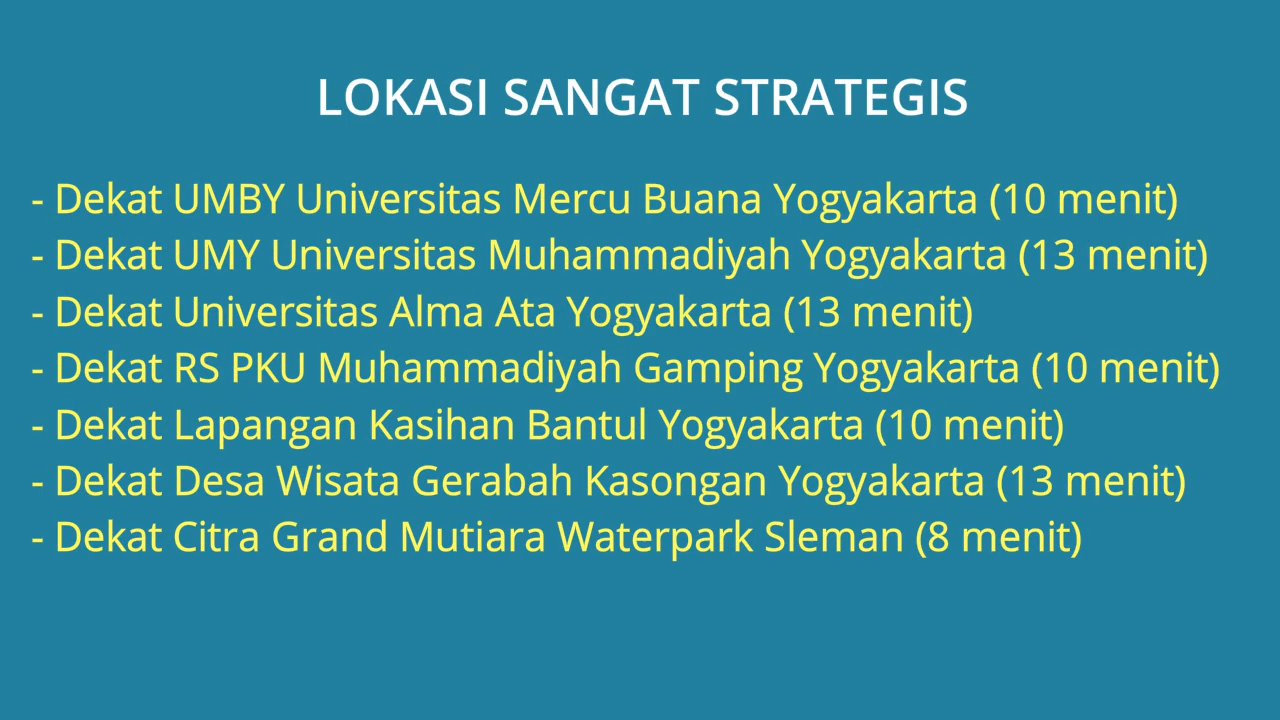 LOKASI SANGAT STRATEGIS
- Dekat UMBY Universitas Mercu Buana Yogyakarta (10 menit)
- Dekat UMY Universitas Muhammadiyah Yogyakarta (13 menit)
- Dekat Universitas Alma Ata Yogyakarta (13 menit)
- Dekat RS PKU Muhammadiyah Gamping Yogyakarta (10 menit)
- Dekat Lapangan Kasihan Bantul Yogyakarta (10 menit)
- Dekat Desa Wisata Gerabah Kasongan Yogyakarta (13 menit)
- Dekat Citra Grand Mutiara Waterpark Sleman (8 menit)